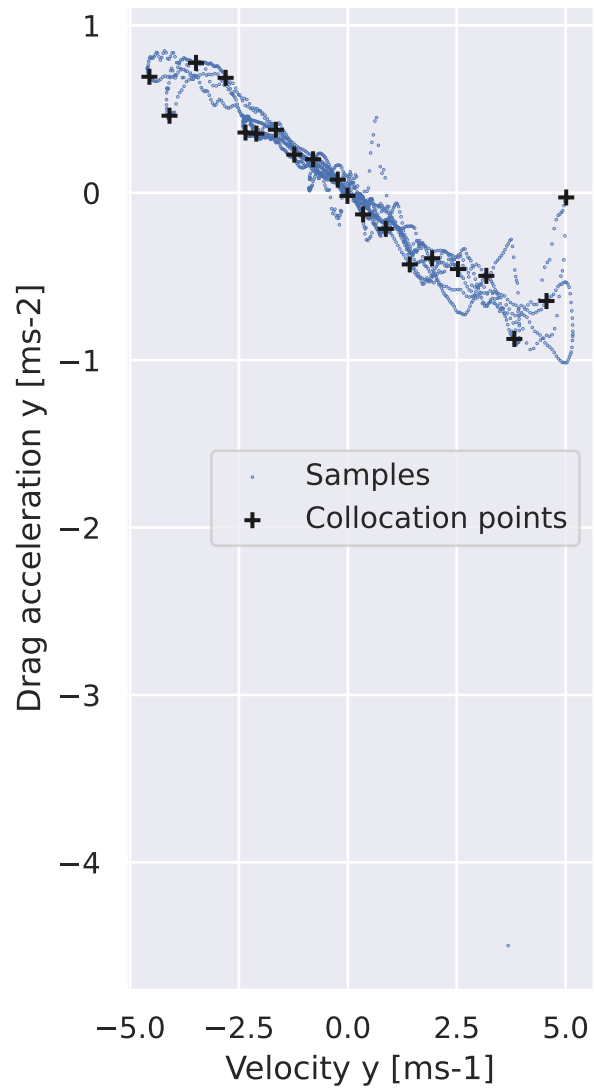 1
0
−1
−2
−3
−4
Drag acceleration y [ms-2]
Samples
Collocation points
−5.0 −2.5 0.0 2.5 5.0
Velocity y [ms-1]